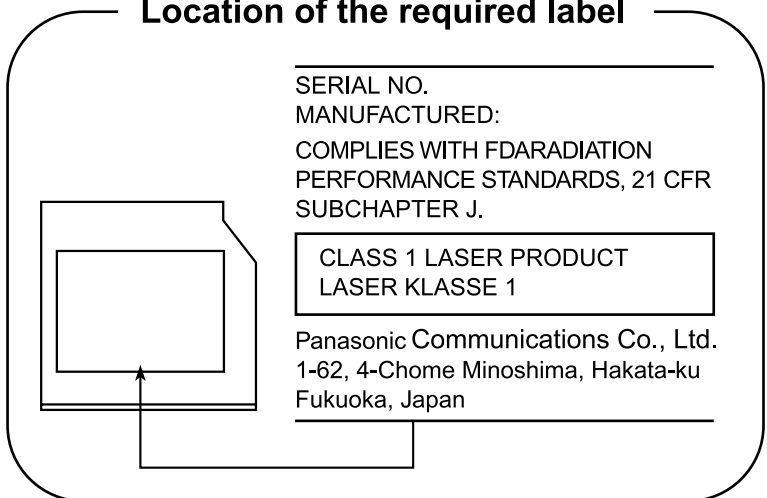 Location of the required label
SERIAL NO.
MANUFACTURED:
COMPLIES WITH FDARADIATION
PERFORMANCE STANDARDS, 21 CFR
SUBCHAPTER J.
CLASS 1 LASER PRODUCT
LASER KLASSE 1
Panasonic Communications Co., Ltd.
1-62, 4-Chome Minoshima, Hakata-ku
Fukuoka, Japan